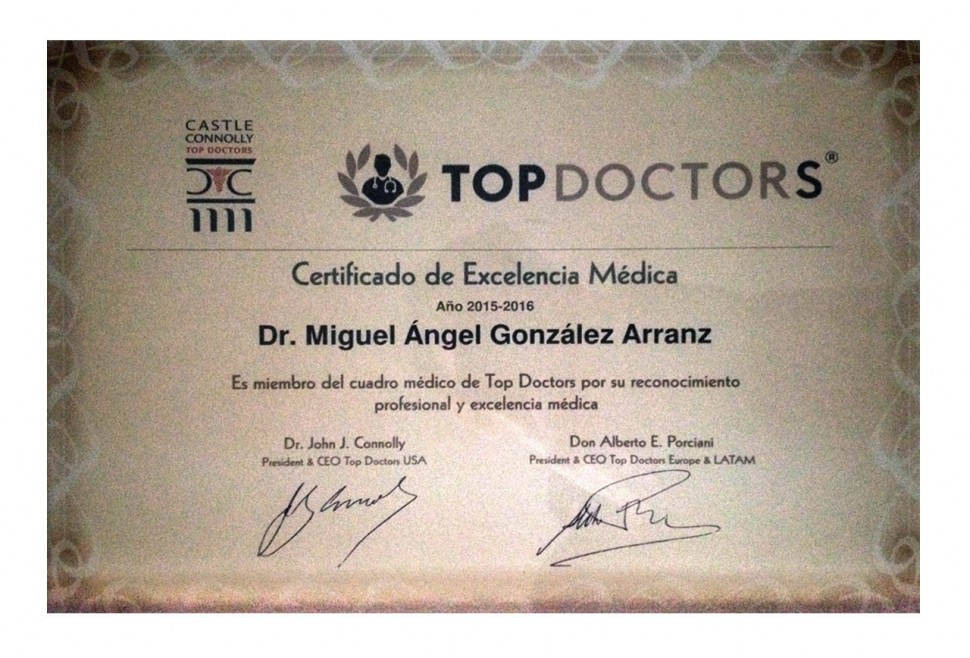 CASTLE
CONNOLLY
TOP DOCTORS
TOPDOCTORS®
Certificado de Excelencia Médica
Año 2015-2016
Dr. Miguel Ángel González Arranz
Es miembro del cuadro médico de Top Doctors por su reconocimiento
profesional y excelencia médica
Dr. John J. Connolly
President & CEO Top Doctors USA
Don Alberto E. Porciani
President & CEO Top Doctors Europe & LATAM